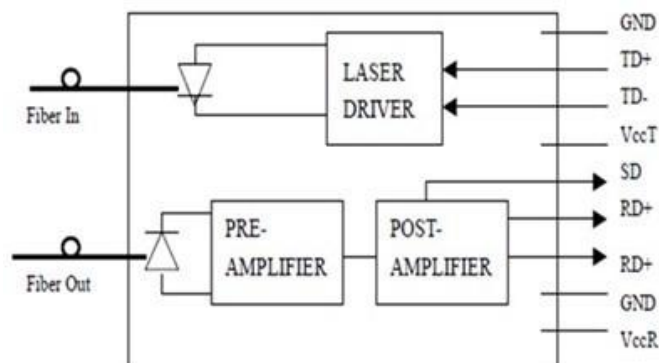 GND
TD+
TD-
VccT
LASER
DRIVER
Fiber In
SD
RD+
RD+
GND
VccR
PRE-
AMPLIFIER
POST-
AMPLIFIER
Fiber Out